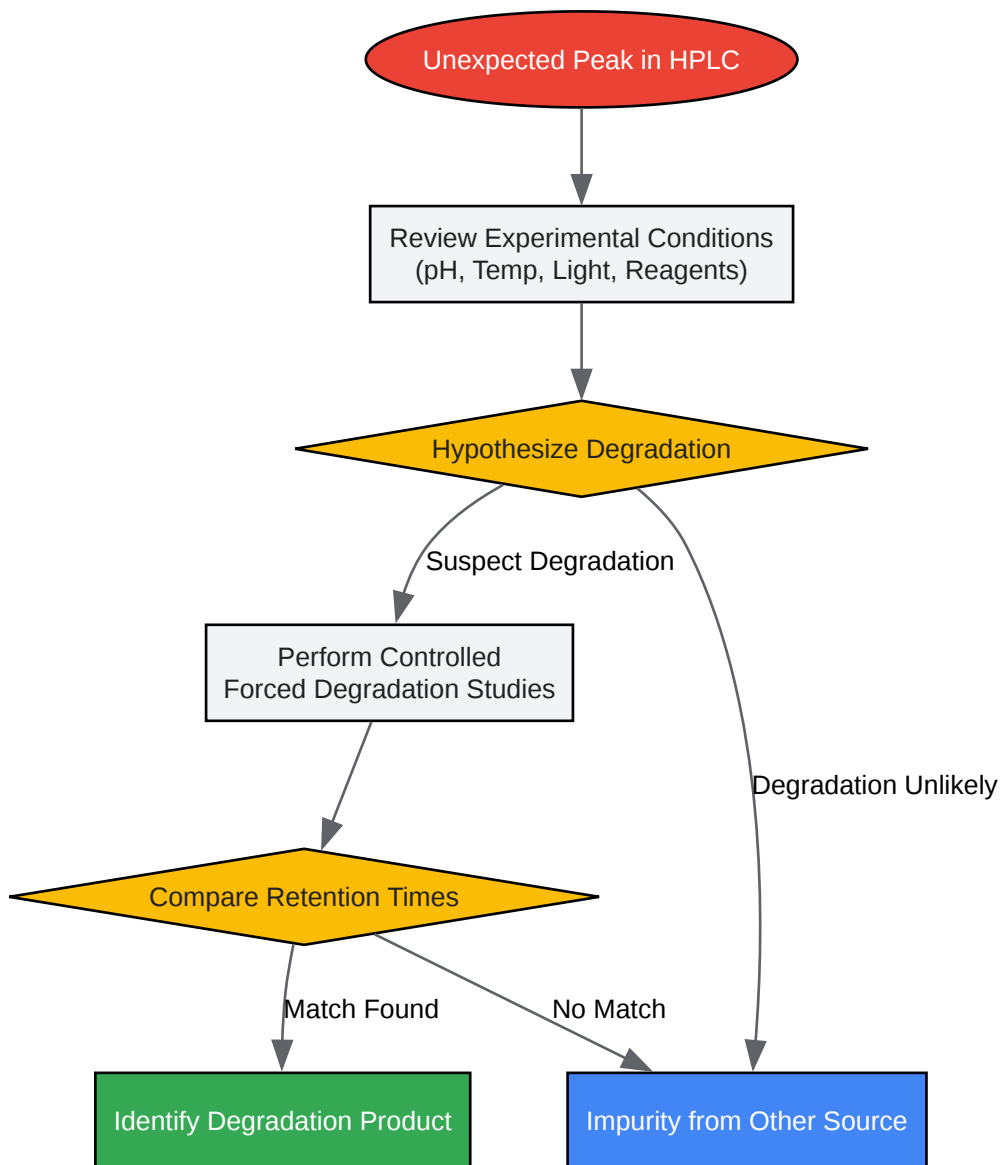 Unexpected Peak in HPLC
Review Experimental Conditions
(pH, Temp, Light, Reagents)
Hypothesize Degradation
Suspect Degradation
Perform Controlled
Forced Degradation Studies
Degradation Unlikely
Compare Retention Times
Match Found
No Match
Identify Degradation Product
Impurity from Other Source